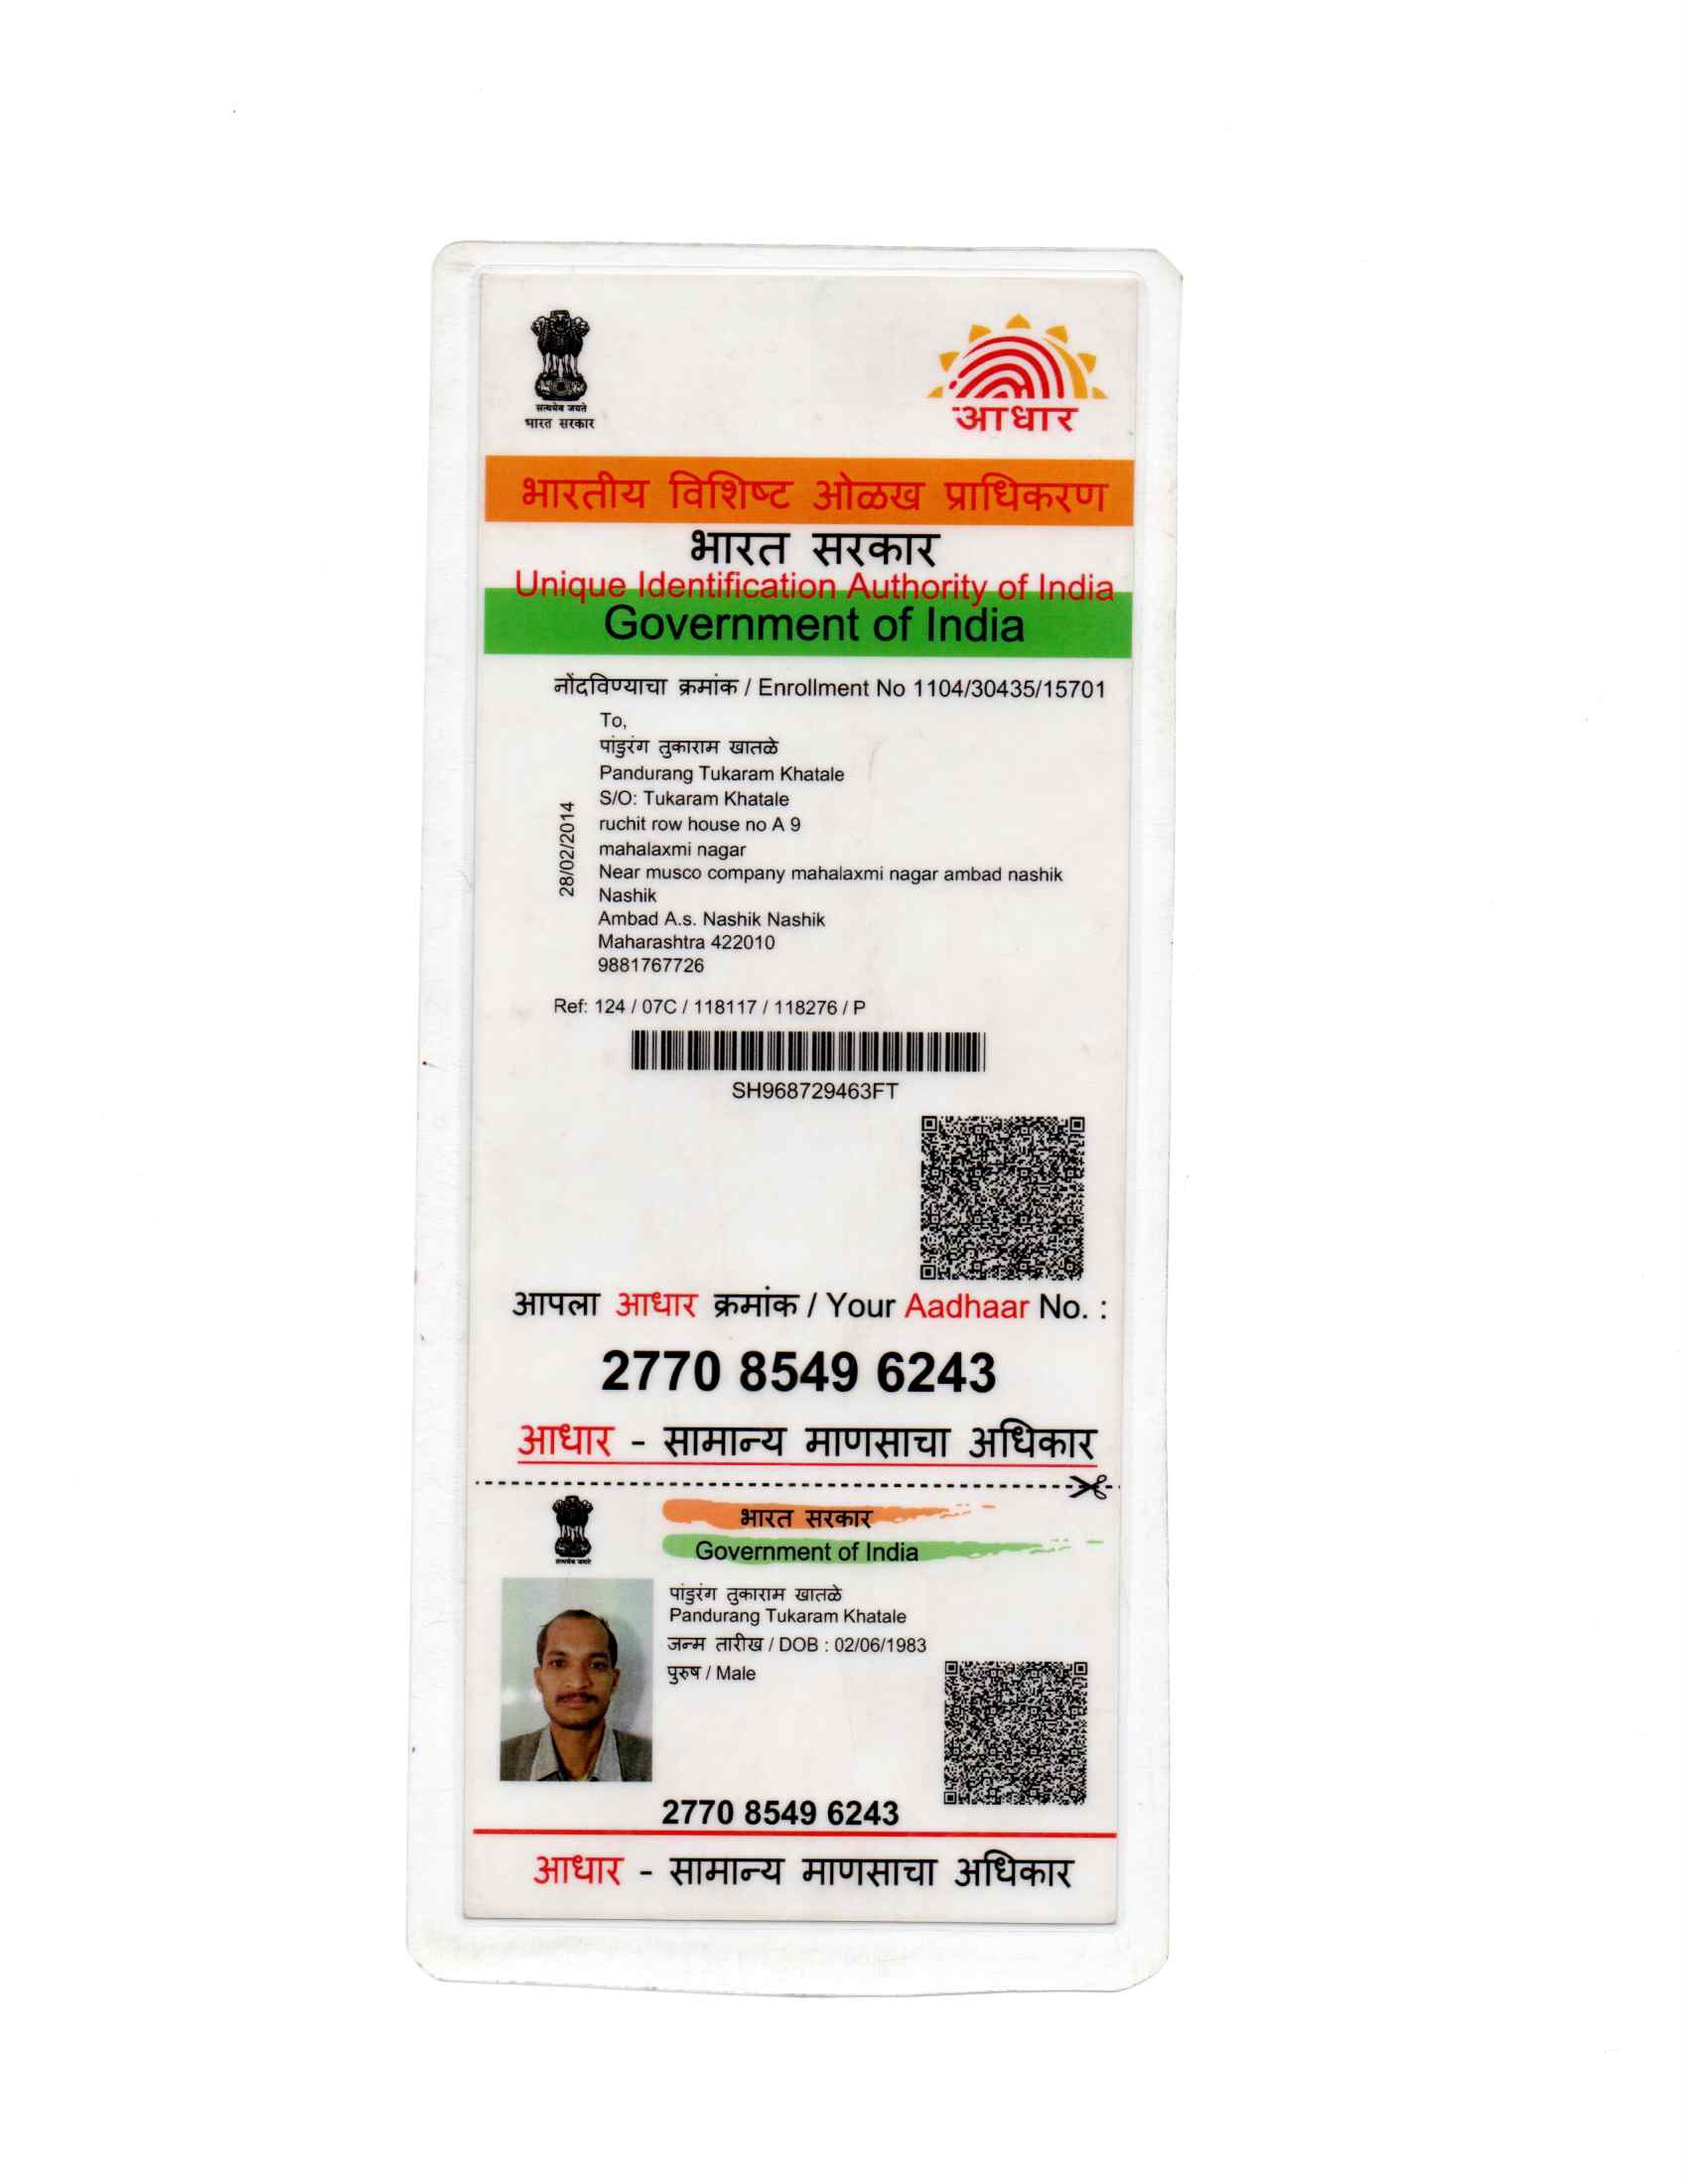 सत्यमेव जयते
भारत सरकार
आधार
भारतीय विशिष्ट ओळख प्राधिकरण
भारत सरकार
Unique Identification Authority of India
Government of India
नोंदविण्याचा क्रमांक / Enrollment No 1104/30435/15701
28/02/2014
To,
पांडुरंग तुकाराम खातळे
Pandurang Tukaram Khatale
S/O: Tukaram Khatale
ruchit row house no A 9
mahalaxmi nagar
Near musco company mahalaxmi nagar ambad nashik
Nashik
Ambad A.s. Nashik Nashik
Maharashtra 422010
9881767726
Ref: 124 / 07C / 118117 / 118276 / P
SH968729463FT
आपला आधार क्रमांक / Your Aadhaar No. :
2770 8549 6243
आधार - सामान्य माणसाचा अधिकार
सत्यमेव जयते
भारत सरकार
Government of India
पांडुरंग तुकाराम खातळे
Pandurang Tukaram Khatale
जन्म तारीख / DOB : 02/06/1983
पुरुष / Male
2770 8549 6243
आधार - सामान्य माणसाचा अधिकार